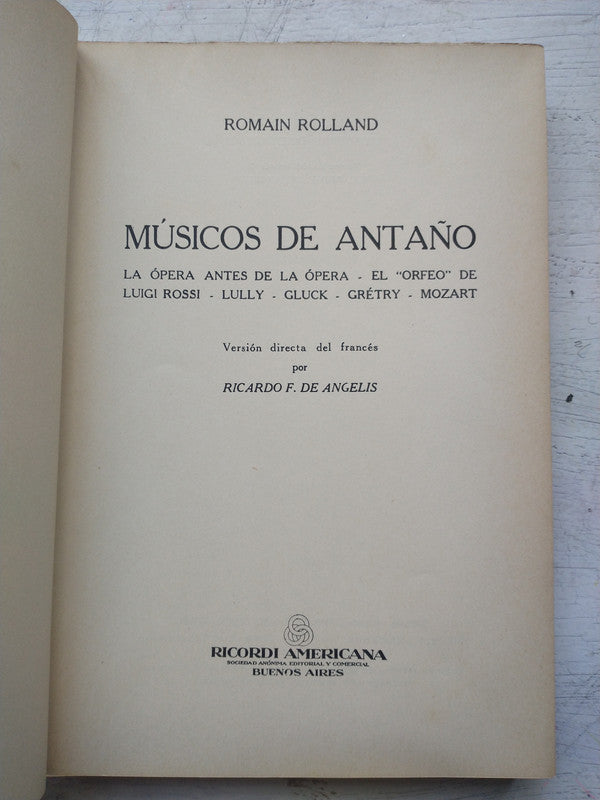 ROMAIN ROLLAND
MÚSICOS DE ANTAÑO
LA ÓPERA ANTES DE LA ÓPERA - EL "ORFEO" DE
LUIGI ROSSI - LULLY - GLUCK - GRÉTRY - MOZART
Versión directa del francés
por
RICARDO F. DE ANGELIS
RICORDI AMERICANA
SOCIEDAD ANÓNIMA EDITORIAL Y COMERCIAL
BUENOS AIRES